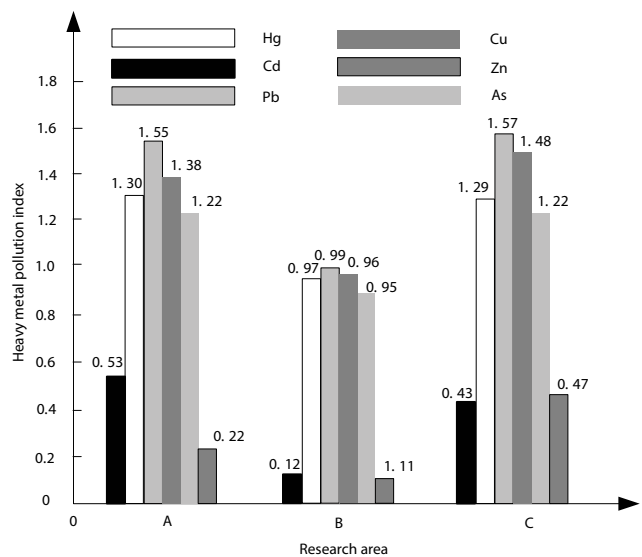 Hg
Cu
Cd
Zn
Pb
As
Heavy metal pollution index
1.8
1.6
1.4
1.2
1.0
0.8
0.6
0.4
0.2
0
0. 53
1. 30
1. 55
1. 38
1. 22
0. 22
0. 12
0. 97
0. 99
0. 96
0. 95
1. 11
0. 43
1. 29
1. 57
1. 48
1. 22
0. 47
0
A
B
C
Research area